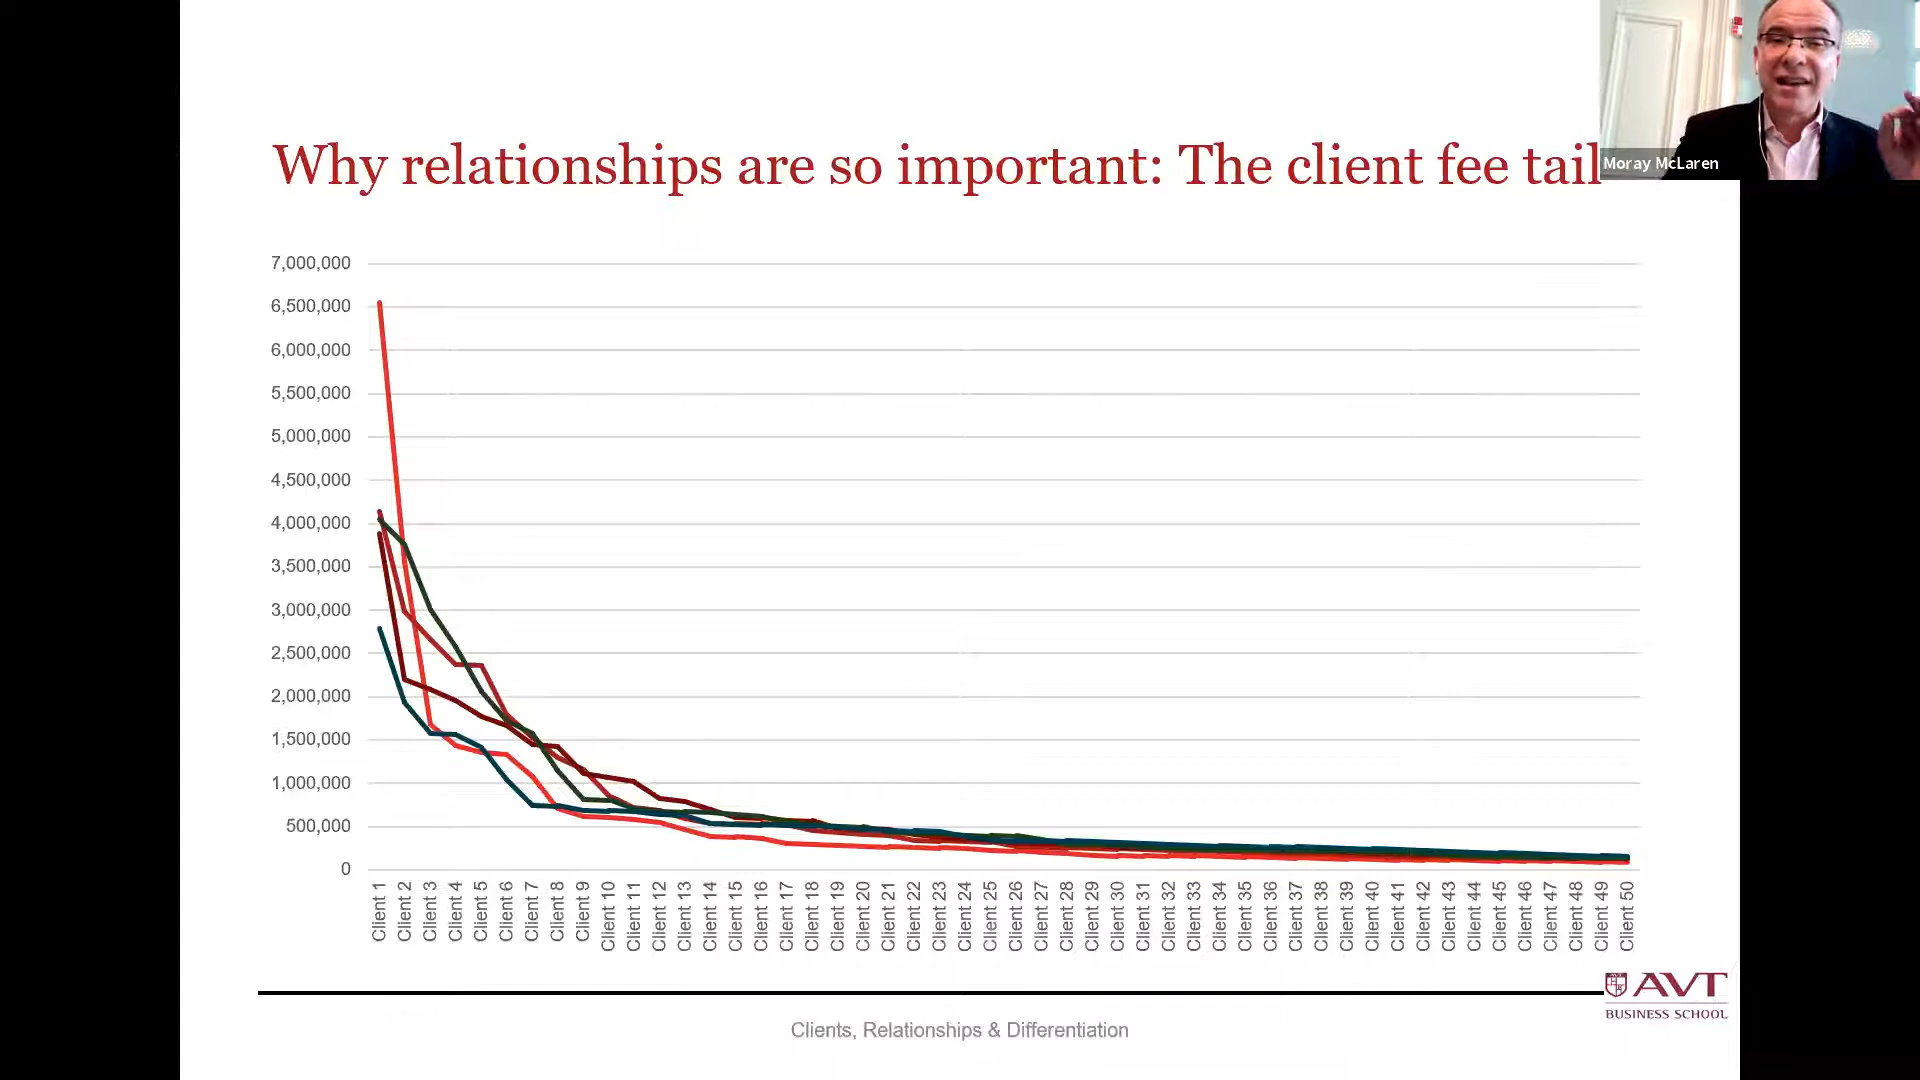 Why relationships are so important: The client fee tail
Moray McLaren
7,000,000
6,500,000
6,000,000
5,500,000
5,000,000
4,500,000
4,000,000
3,500,000
3,000,000
2,500,000
2,000,000
1,500,000
1,000,000
500,000
0
Client 1
Client 2
Client 3
Client 4
Client 5
Client 6
Client 7
Client 8
Client 9
Client 10
Client 11
Client 12
Client 13
Client 14
Client 15
Client 16
Client 17
Client 18
Client 19
Client 20
Client 21
Client 22
Client 23
Client 24
Client 25
Client 26
Client 27
Client 28
Client 29
Client 30
Client 31
Client 32
Client 33
Client 34
Client 35
Client 36
Client 37
Client 38
Client 39
Client 40
Client 41
Client 42
Client 43
Client 44
Client 45
Client 46
Client 47
Client 48
Client 49
Client 50
AVT
BUSINESS SCHOOL
Clients, Relationships & Differentiation